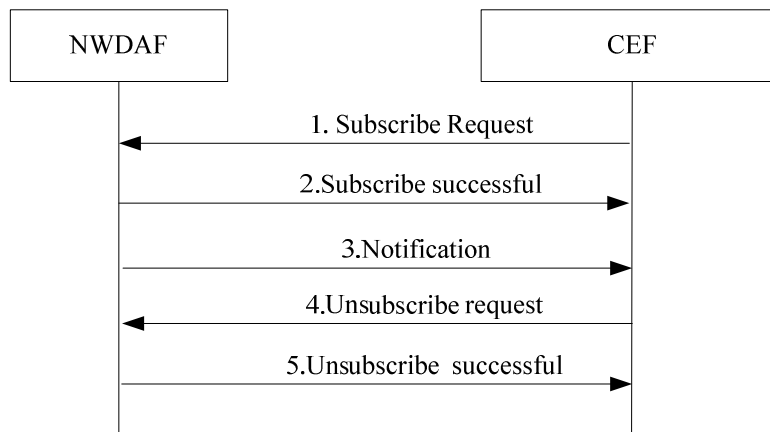 NWDAF
CEF
1. Subscribe Request
2.Subscribe successful
3.Notification
4.Unsubscribe request
5.Unsubscribe successful